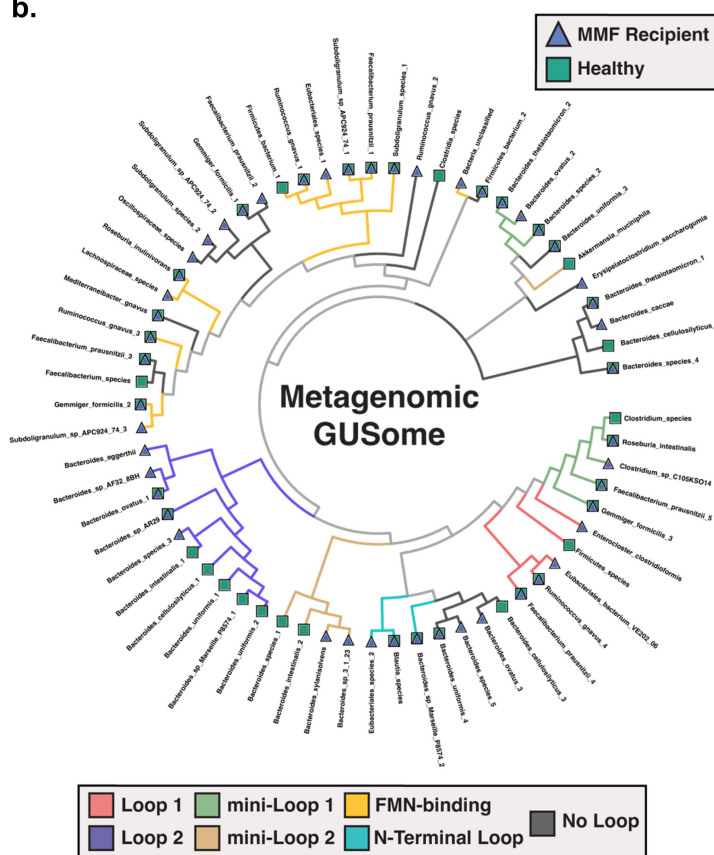 b.
MMF Recipient
Healthy
Subdoligranulum_sp_APC924_74_1
Faecalibacterium_prausnitzii_1
Subdoligranulum_species_1
Ruminococcus_gnavus_2
Clostridia_species
Bacteria_unclassified
Firmicutes_bacterium_2
Bacteroides_thetaiotaomicron_2
Bacteroides_ovatus_2
Bacteroides_species_2
Bacteroides_uniformis_3
Akkermansia_muciniphila
Erysipelatoclostridium_saccharogumia
Bacteroides_thetaiotaomicron_1
Bacteroides_caccae
Bacteroides_cellulosilyticus_
Bacteroides_species_4
Clostridium_species
Roseburia_intestinalis
Clostridium_sp_C105KSO14
Faecalibacterium_prausnitzii_5
Gemmiger_formicilis_3
Enterocloster_clostridioformis
Firmicutes_species
Eubacteriales_bacterium_VE202_06
Ruminococcus_gnavus_4
Faecalibacterium_prausnitzii_4
Bacteroides_cellulosilyticus_3
Bacteroides_ovatus_3
Bacteroides_species_5
Bacteroides_uniformis_4
Bacteroides_sp_Marseille_P8574_2
Blautia_species
Eubacteriales_species_2
Bacteroides_sp_3_1_23
Bacteroides_xylanisolvens
Bacteroides_intestinalis_2
Bacteroides_species_1
Bacteroides_uniformis_2
Bacteroides_sp_Marseille_P8574_1
Bacteroides_uniformis_1
Bacteroides_cellulosilyticus_1
Bacteroides_intestinalis_1
Bacteroides_species_3
Bacteroides_sp_AR29
Bacteroides_ovatus_1
Bacteroides_sp_AF32_8BH
Bacteroides_eggerthii
Subdoligranulum_sp_APC924_74_3
Gemmiger_formicilis_2
Faecalibacterium_species
Faecalibacterium_prausnitzii_3
Ruminococcus_gnavus_3
Mediterraneibacter_gnavus
Lachnospiraceae_species
Roseburia_inulinivorans
Oscillospiraceae_species
Subdoligranulum_species_2
Subdoligranulum_sp_APC924_74_2
Gemmiger_formicilis_1
Faecalibacterium_prausnitzii_2
Firmicutes_bacterium_1
Ruminococcus_gnavus_1
Eubacteriales_species_1
Metagenomic
GUSome
Loop 1
mini-Loop 1
FMN-binding
No Loop
Loop 2
mini-Loop 2
N-Terminal Loop